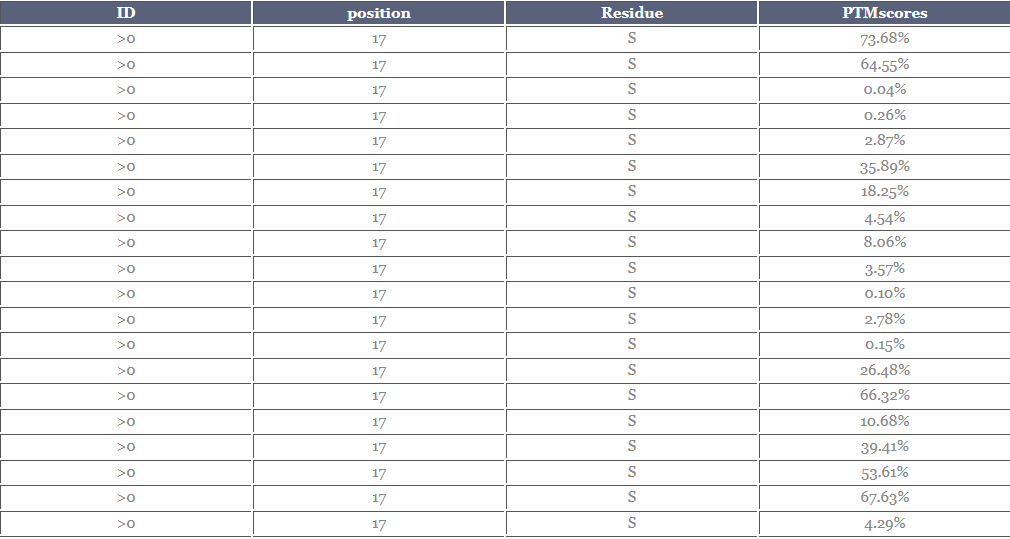 ID position Residue PTMscores
>0 17 S 73.68%
>0 17 S 64.55%
>0 17 S 0.04%
>0 17 S 0.26%
>0 17 S 2.87%
>0 17 S 35.89%
>0 17 S 18.25%
>0 17 S 4.54%
>0 17 S 8.06%
>0 17 S 3.57%
>0 17 S 0.10%
>0 17 S 2.78%
>0 17 S 0.15%
>0 17 S 26.48%
>0 17 S 66.32%
>0 17 S 10.68%
>0 17 S 39.41%
>0 17 S 53.61%
>0 17 S 67.63%
>0 17 S 4.29%